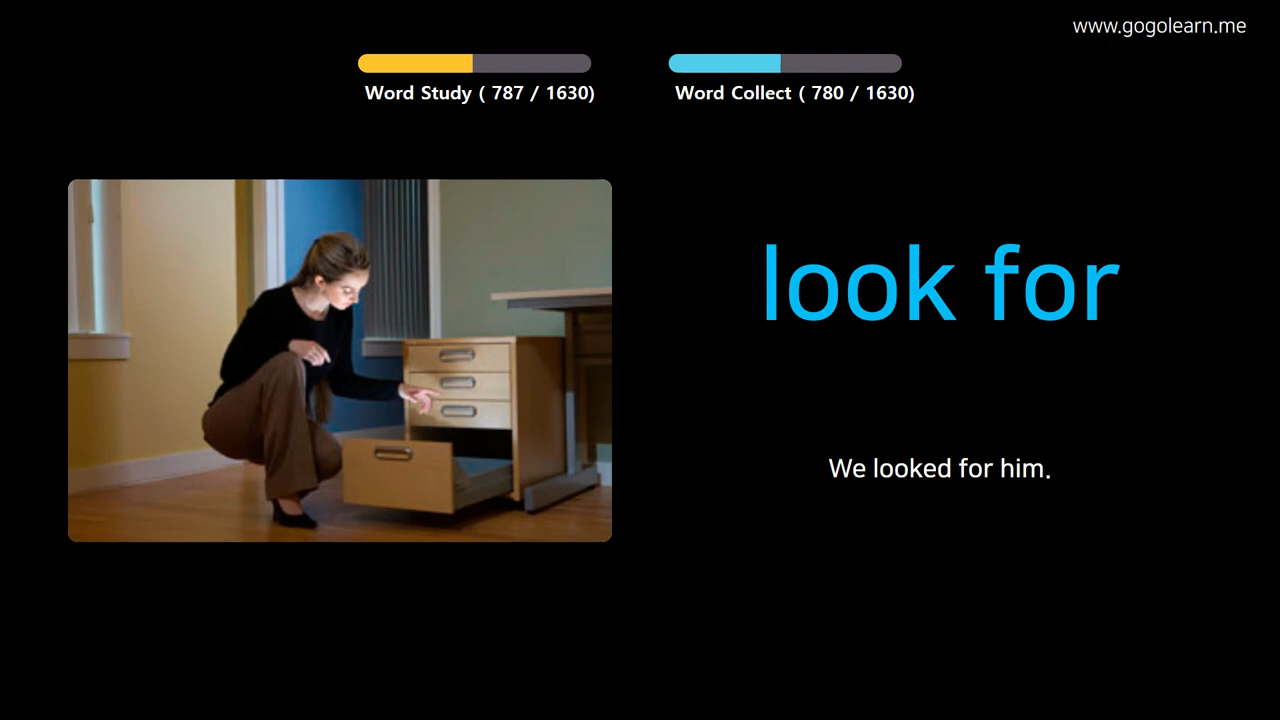 www.gogolearn.me
Word Study ( 787 / 1630)
Word Collect ( 780 / 1630)
look for
We looked for him.